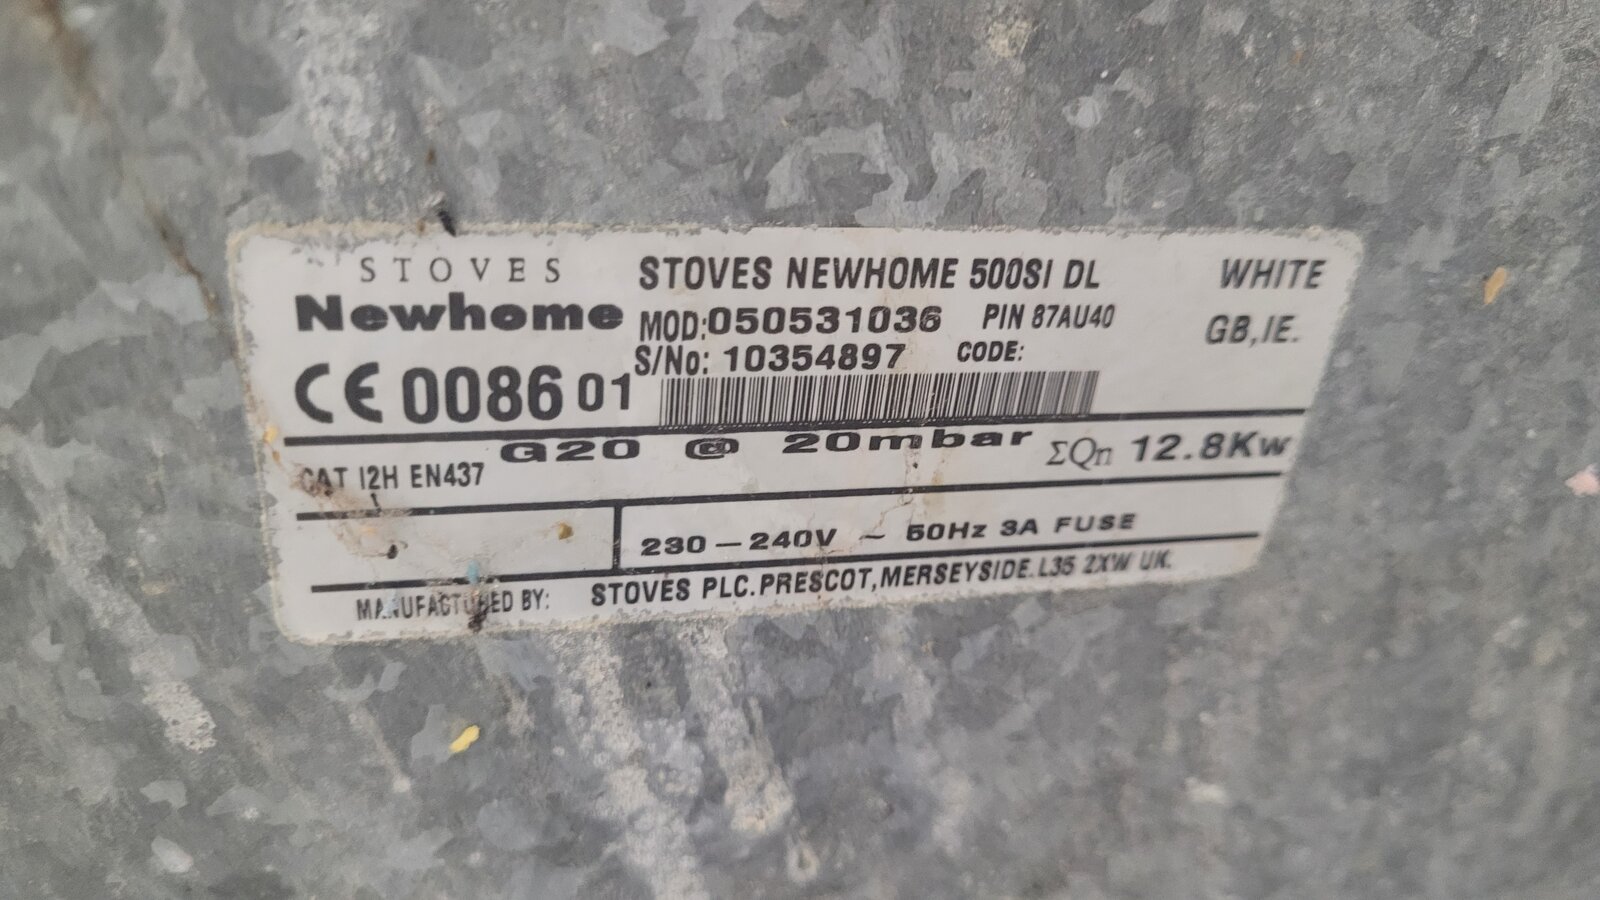 STOVES
Newhome
CE 0086 01
STOVES NEWHOME 500SI DL WHITE
MOD:050531036 PIN 87AU40 GB,IE.
S/No: 10354897 CODE:
CAT I2H EN437 G20 @ 20mbar ΣQn 12.8Kw
230 – 240V ~ 50Hz 3A FUSE
MANUFACTURED BY: STOVES PLC.PRESCOT,MERSEYSIDE.L35 2XW UK.